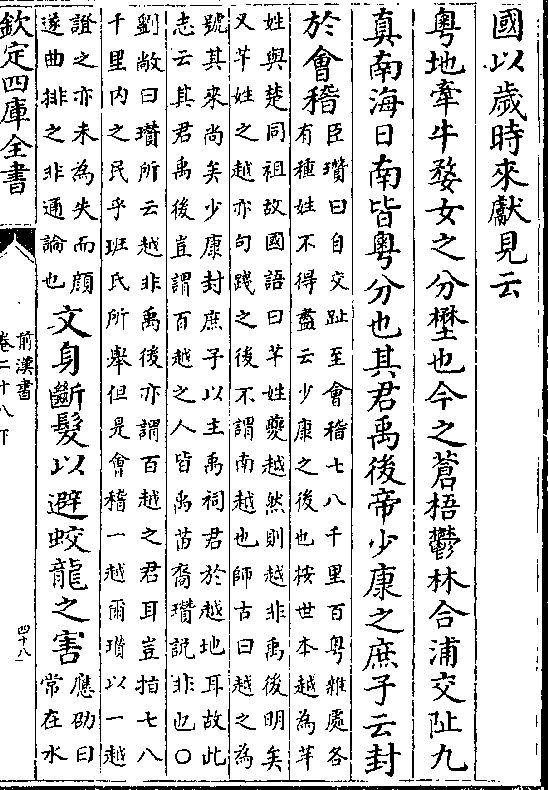 國以歲時來獻見云
粤地牽牛婺女之分壄也今之蒼梧鬱林合浦交阯九
真南海日南皆粤分也其君禹後帝少康之庶子云封
於會稽臣瓚曰自交趾至會稽七八千里百粤雜處各
有種姓不得盡云少康之後也按世本越為芈
姓與楚同祖故國語曰芈姓夔越然則越非禹後明矣
又芈姓之越亦句踐之後不謂南越也師古曰越之為
號其來尚矣少康封庶子以主禹祠君於越地耳故此
志云其君禹後豈謂百越之人皆禹苗裔瓚説非也○
劉敞曰瓚所云越非禹後亦謂百越之君耳豈指七八
千里内之民乎班氏所舉但是會稽一越爾瓚以一越
證之亦未為失而顔
遂曲排之非通論也文身斷髮以避蛟龍之害應劭曰
常在水
欽定四庫全書
前漢書
卷二十八下
四十八